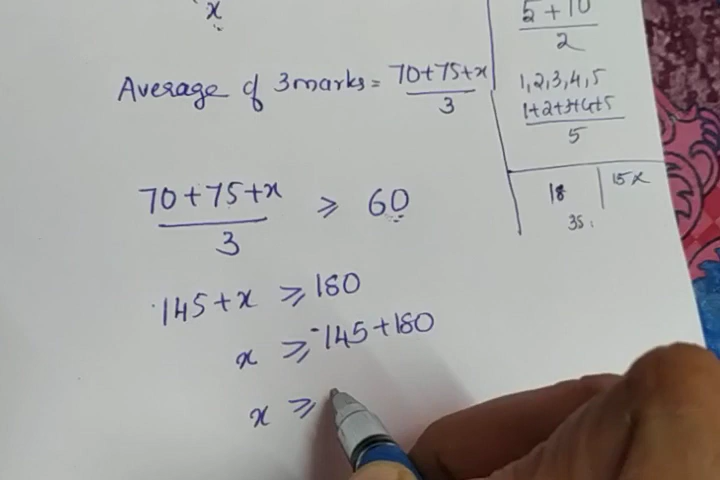 x
Average of 3marks = 70+75+x / 3
70+75+x / 3 ≥ 60
145+x ≥ 180
x ≥ -145+180
x ≥
5+10 / 2
1,2,3,4,5
1+2+3+4+5 / 5
18 | 15x
35.